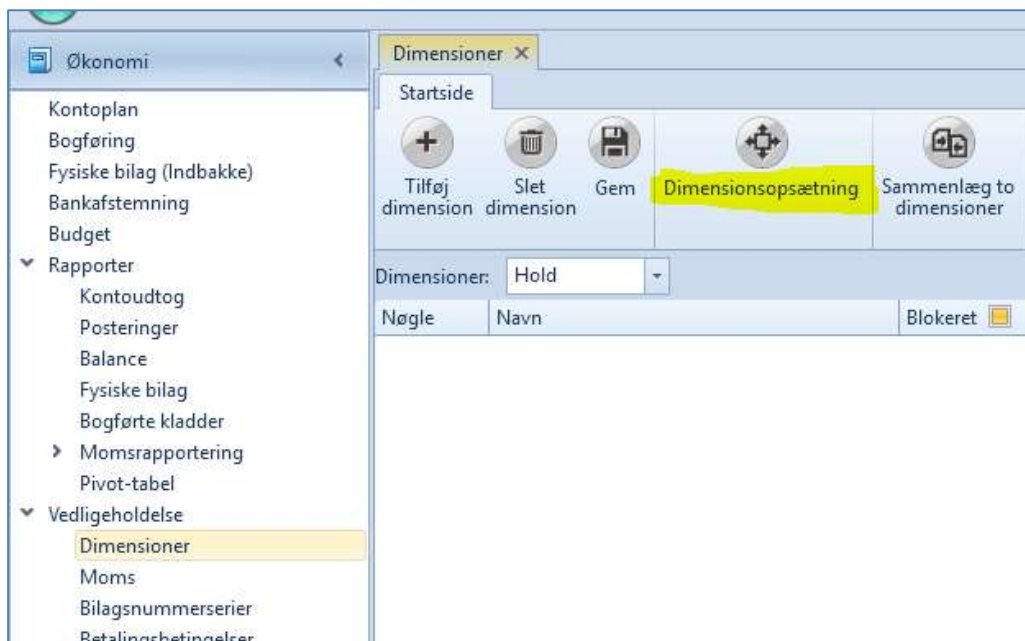 Økonomi
Kontoplan
Bogføring
Fysiske bilag (Indbakke)
Bankafstemning
Budget
Rapporter
Kontoudtog
Posteringer
Balance
Fysiske bilag
Bogførte kladder
Momsrapportering
Pivot-tabel
Vedligeholdelse
Dimensioner
Moms
Bilagsnummerserier
Betalingsbetingelser
Dimensioner
Startside
Tilføj
dimension
Slet
dimension
Gem
Dimensionsopsætning
Sammenlæg to
dimensioner
Dimensioner: Hold
Nøgle Navn Blokeret